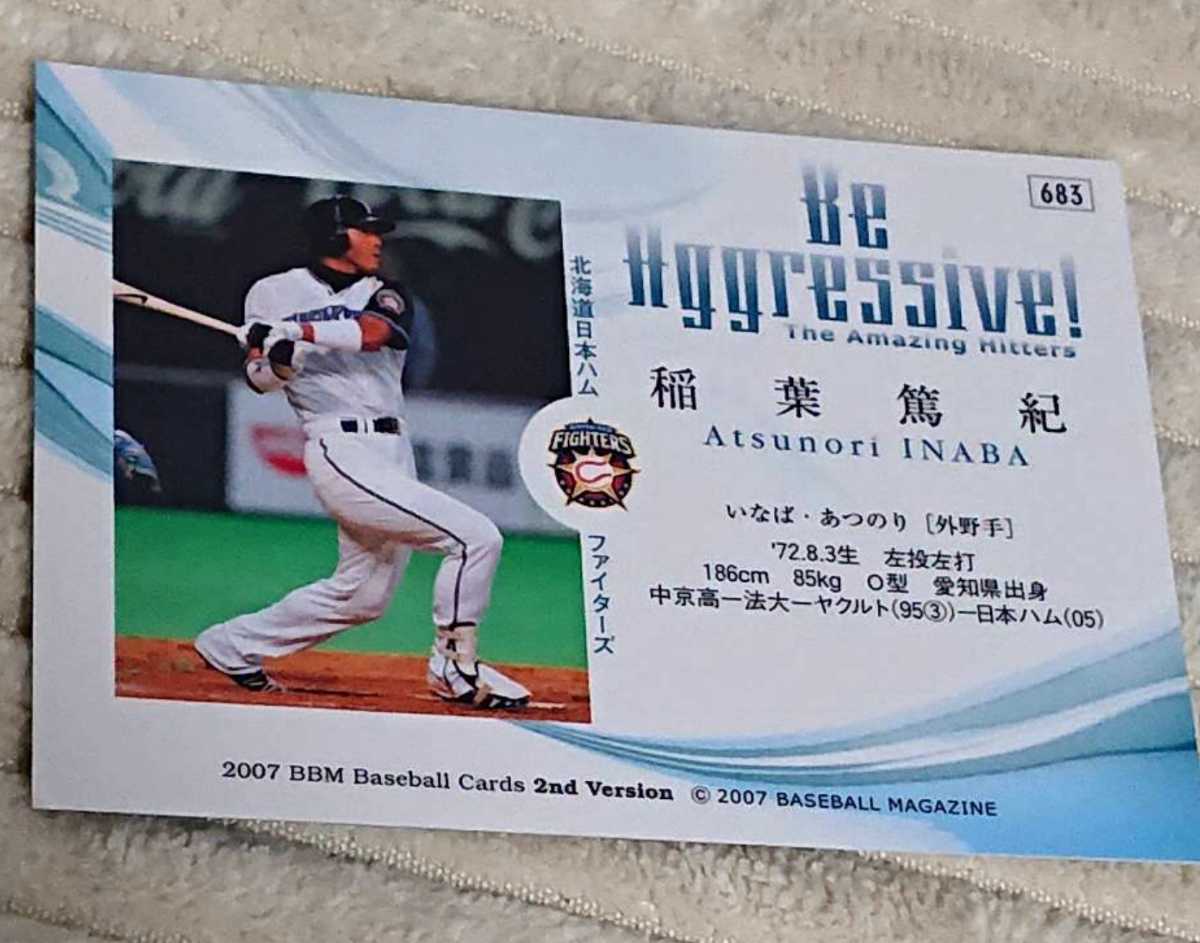 683
Be
Aggressive!
The Amazing Hitters
稲葉篤紀
Atsunori INABA
北海道日本ハム
FIGHTERS
ファイターズ
いなば・あつのり [外野手]
'72.8.3生 左投左打
186cm 85kg O型 愛知県出身
中京高ー法大ーヤクルト(95③)ー日本ハム(05)
2007 BBM Baseball Cards 2nd Version © 2007 BASEBALL MAGAZINE